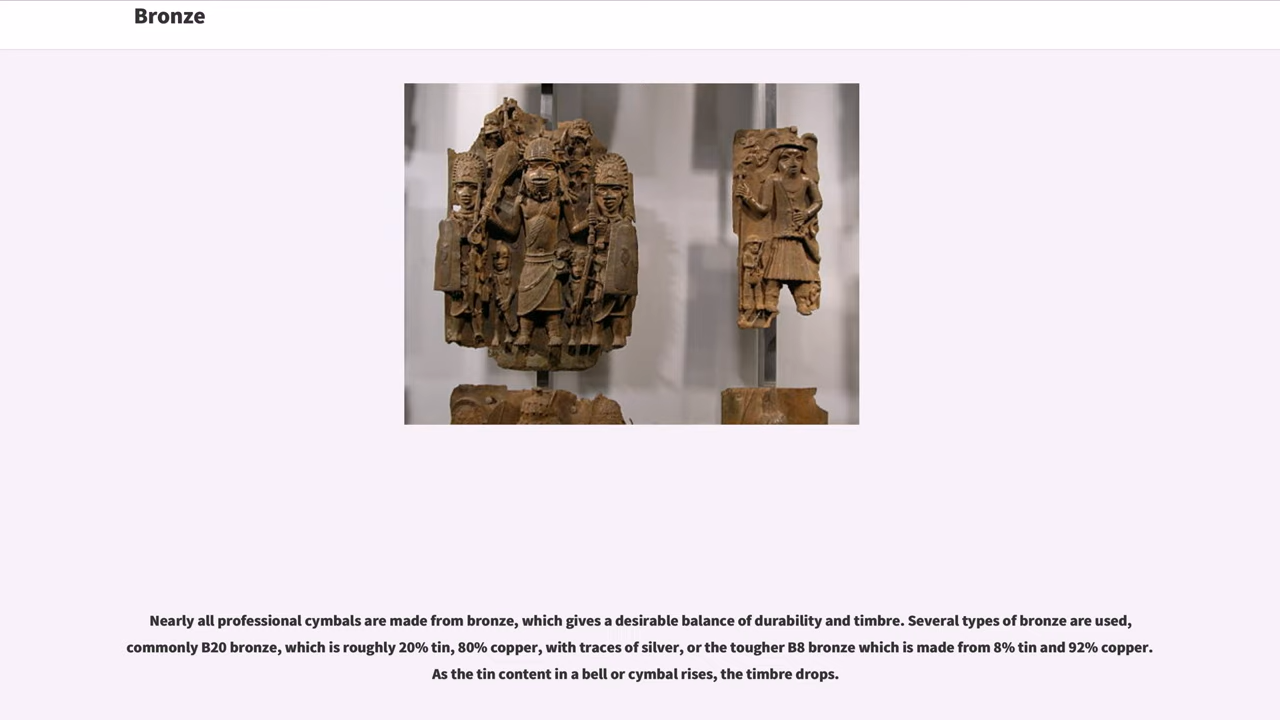 Bronze
Nearly all professional cymbals are made from bronze, which gives a desirable balance of durability and timbre. Several types of bronze are used,
commonly B20 bronze, which is roughly 20% tin, 80% copper, with traces of silver, or the tougher B8 bronze which is made from 8% tin and 92% copper.
As the tin content in a bell or cymbal rises, the timbre drops.